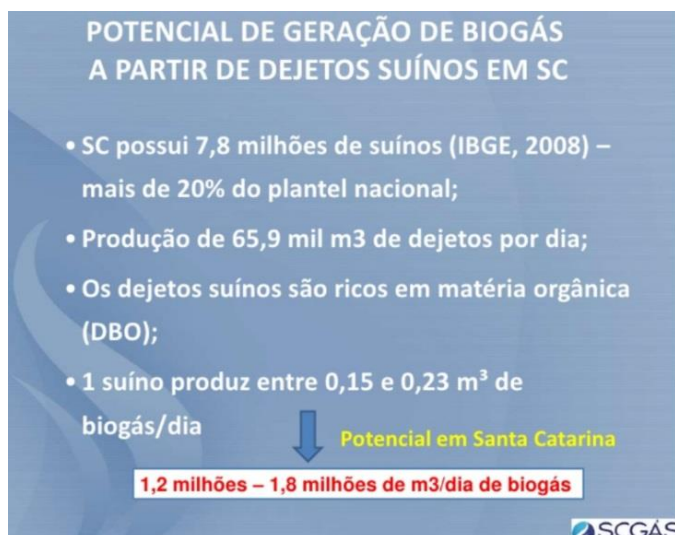 POTENCIAL DE GERAÇÃO DE BIOGÁS
A PARTIR DE DEJETOS SUÍNOS EM SC
• SC possui 7,8 milhões de suínos (IBGE, 2008) –
mais de 20% do plantel nacional;
• Produção de 65,9 mil m3 de dejetos por dia;
• Os dejetos suínos são ricos em matéria orgânica
(DBO);
• 1 suíno produz entre 0,15 e 0,23 m³ de
biogás/dia
Potencial em Santa Catarina
1,2 milhões – 1,8 milhões de m3/dia de biogás
SCGÁS